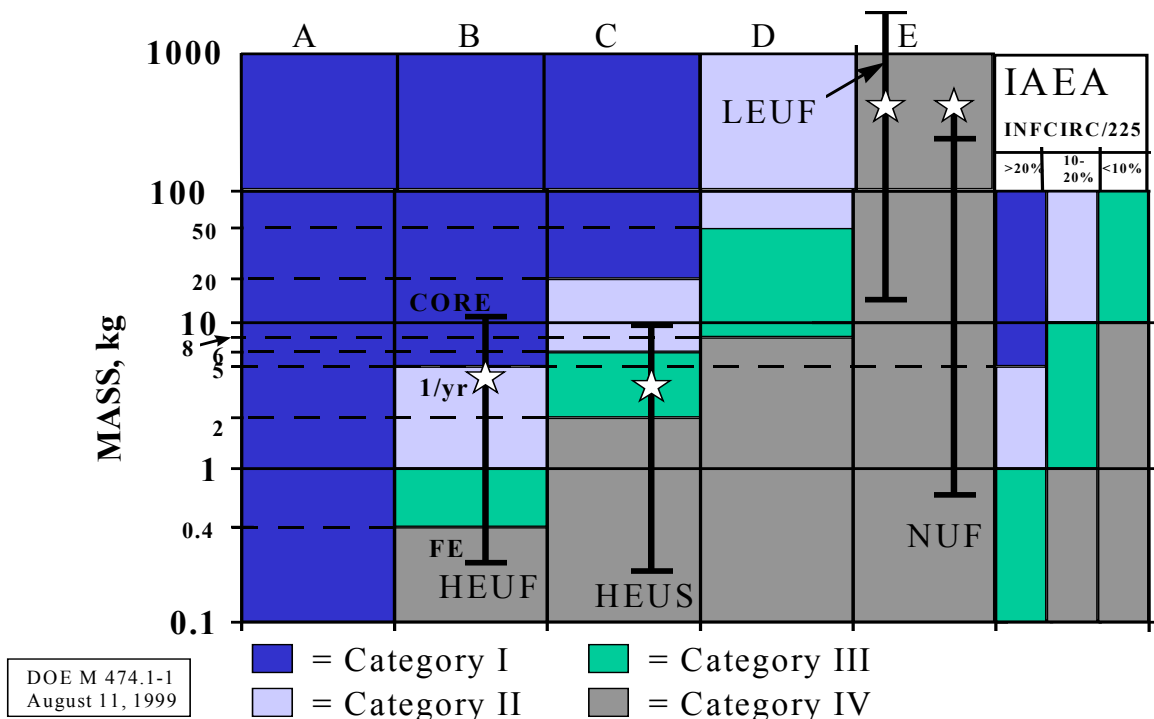 A B C D E
1000
IAEA
LEUF
INFCIRC/225
>20% 10-20% <10%
100
50
20
CORE
10
8
6
5
1/yr
2
1
0.4
NUF
FE
HEUF
HEUS
0.1
MASS, kg
= Category I
= Category III
= Category II
= Category IV
DOE M 474.1-1
August 11, 1999